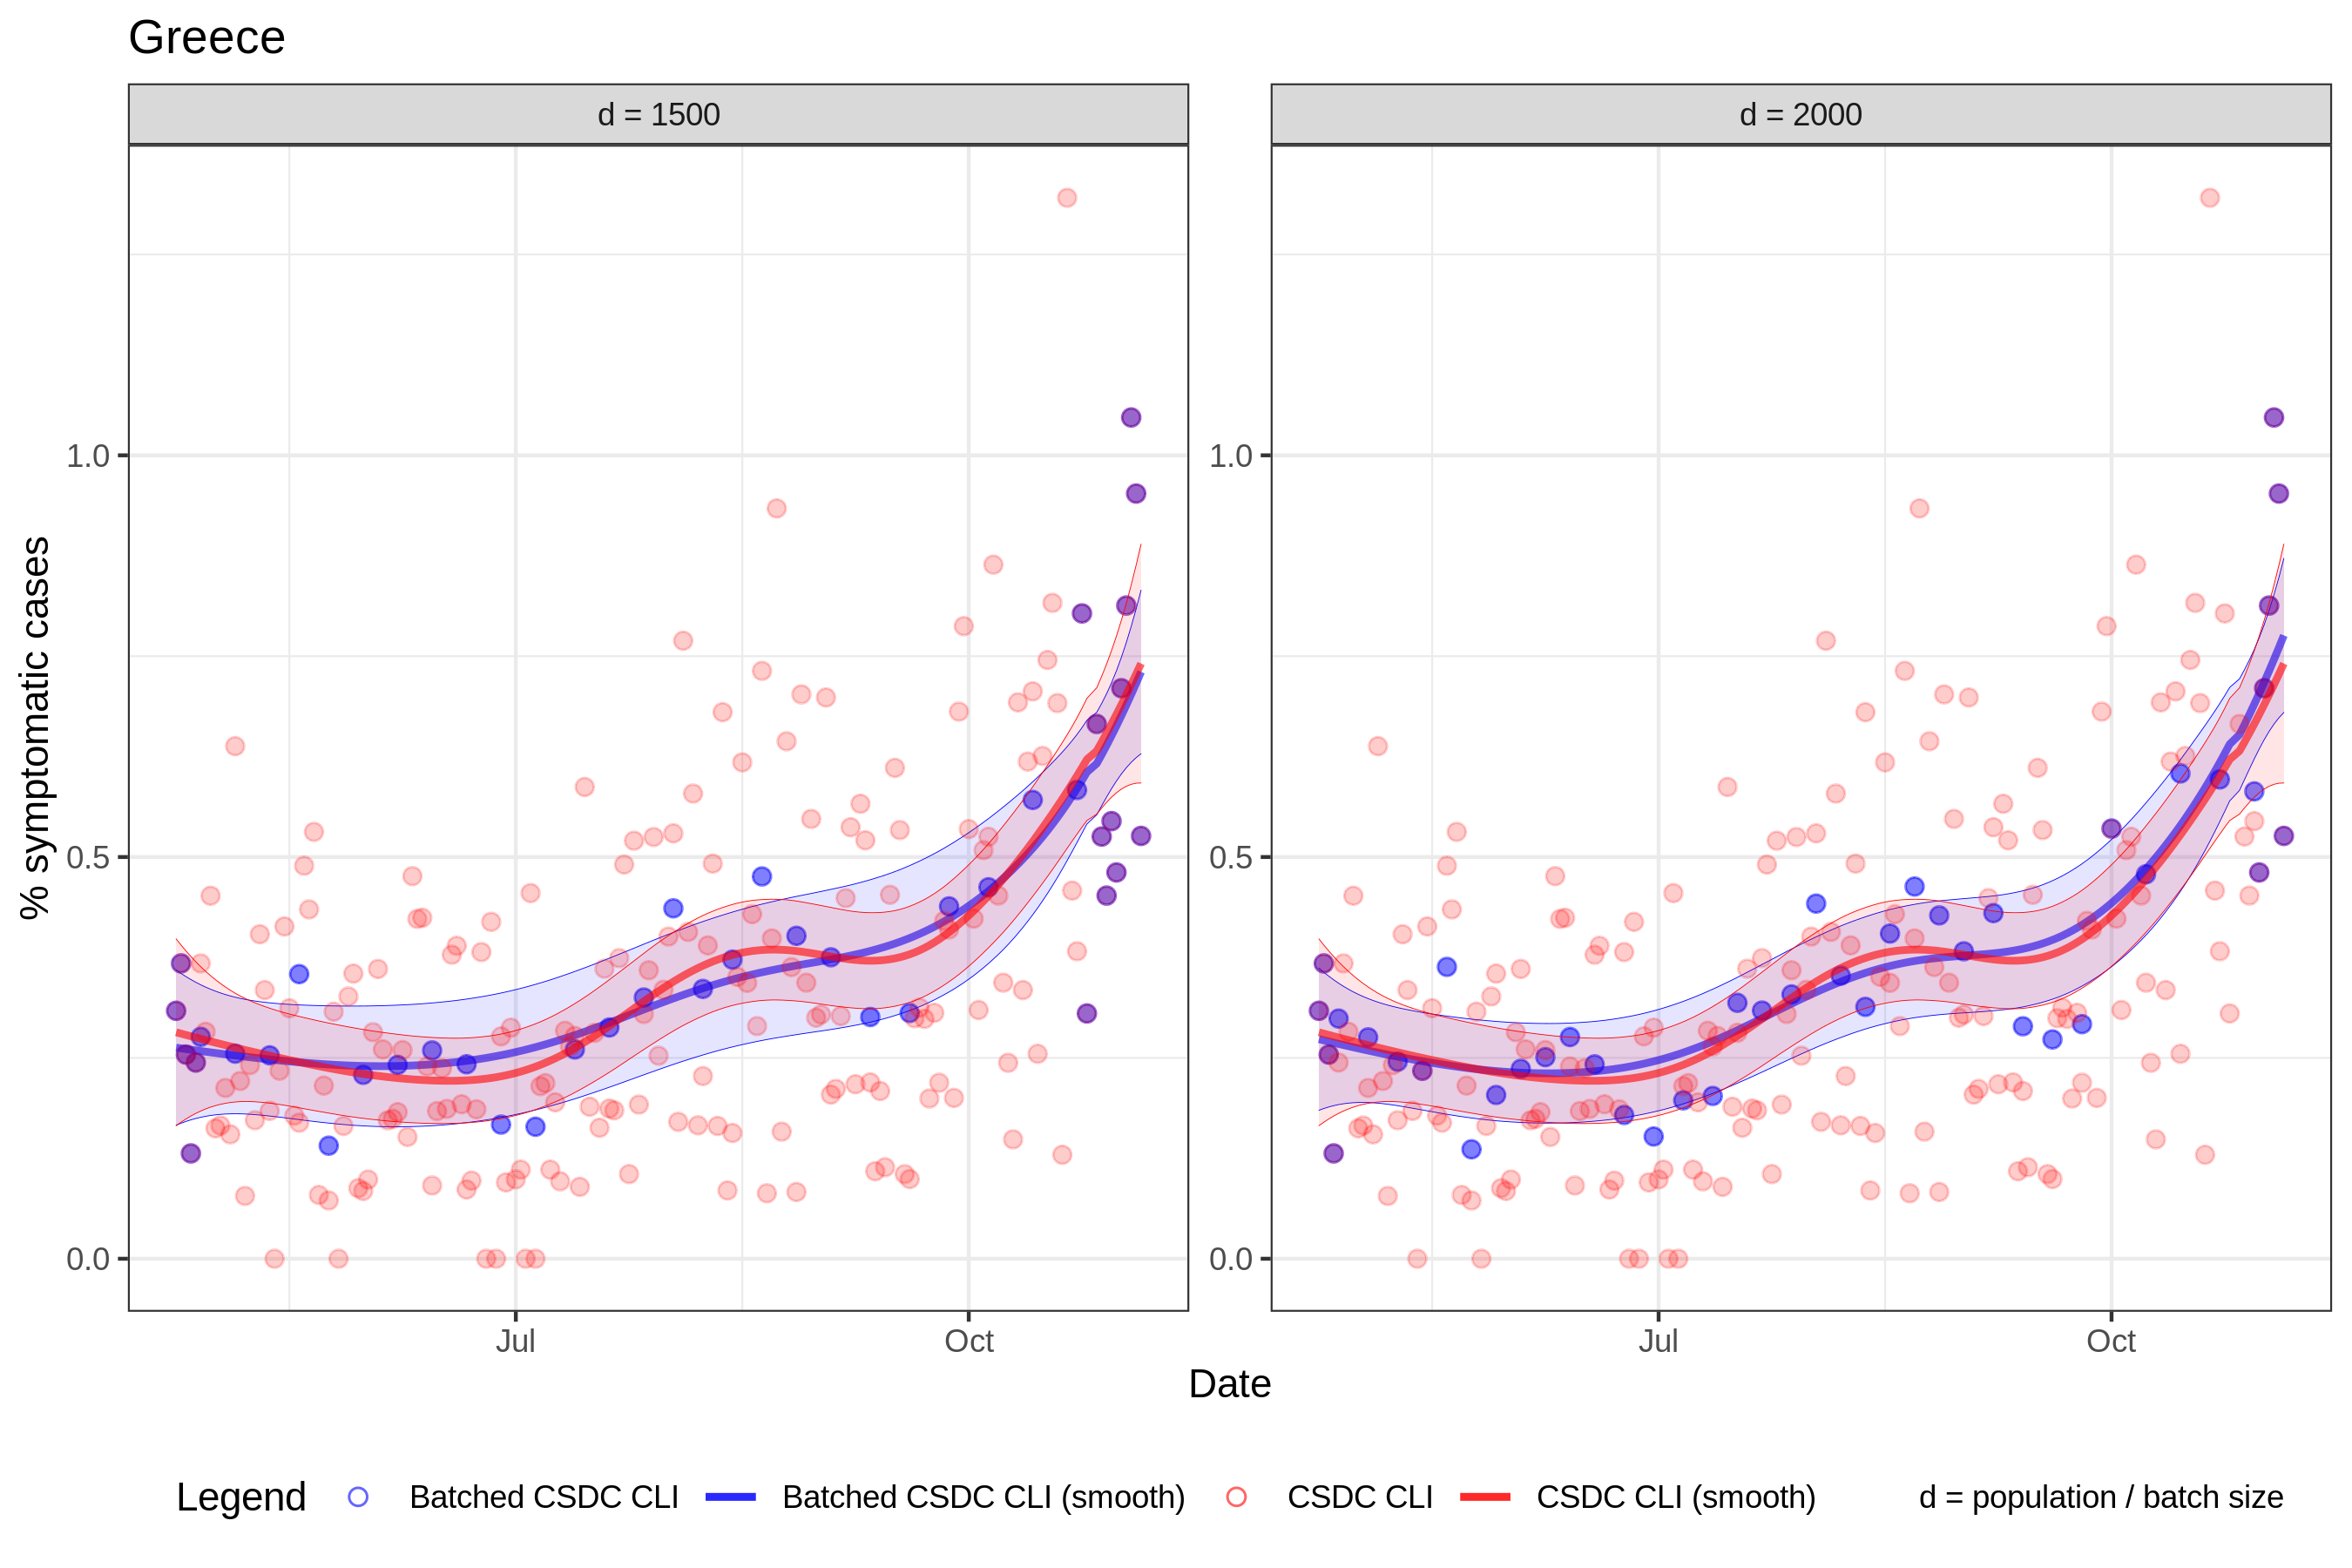 Greece
d = 1500
d = 2000
% symptomatic cases
1.0
0.5
0.0
1.0
0.5
0.0
Jul
Oct
Jul
Oct
Date
Legend
Batched CSDC CLI
Batched CSDC CLI (smooth)
CSDC CLI
CSDC CLI (smooth)
d = population / batch size